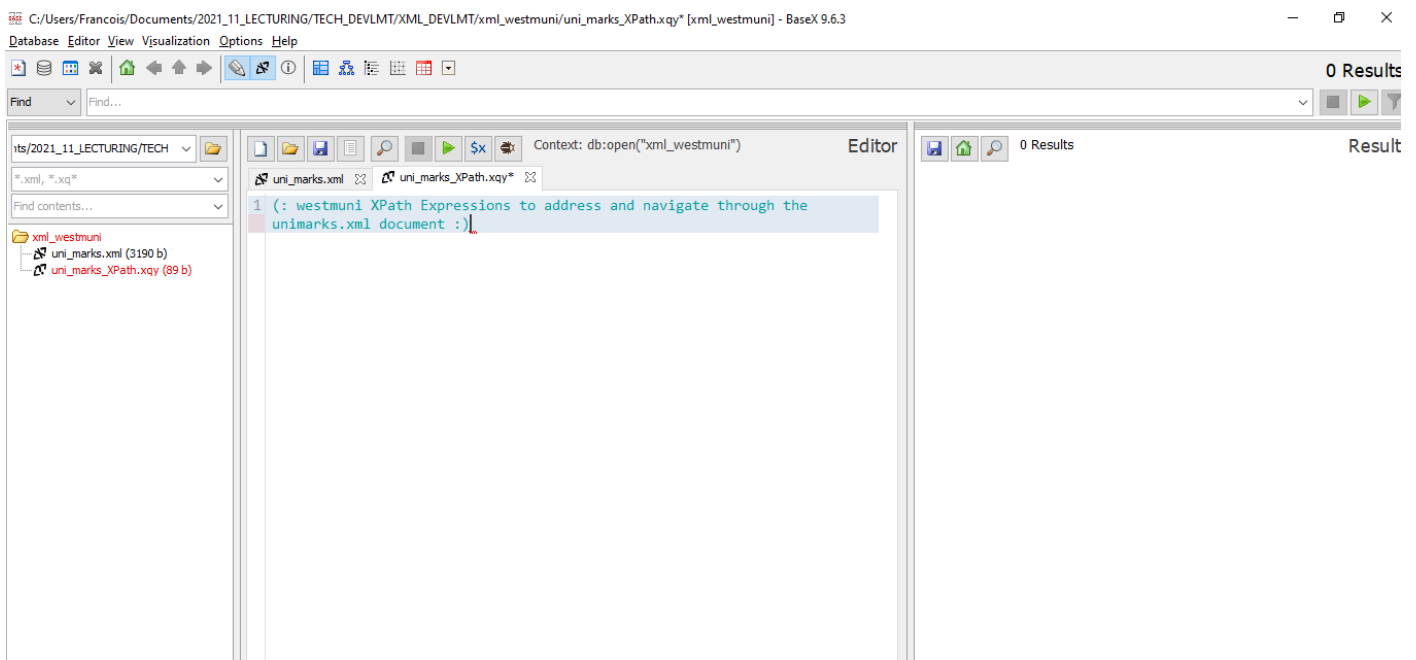 C:/Users/Francois/Documents/2021_11_LECTURING/TECH_DEVLMT/XML_DEVLMT/xml_westmuni/uni_marks_XPath.xqy* [xml_westmuni] - BaseX 9.6.3
Database Editor View Visualization Options Help
0 Results
Find Find...
nts/2021_11_LECTURING/TECH
$x
Context: db:open("xml_westmuni")
Editor
0 Results
Result
*.xml, *.xq*
uni_marks.xml
uni_marks_XPath.xqy*
Find contents...
1 (: westmuni XPath Expressions to address and navigate through the
unimarks.xml document :)
xml_westmuni
uni_marks.xml (3190 b)
uni_marks_XPath.xqy (89 b)